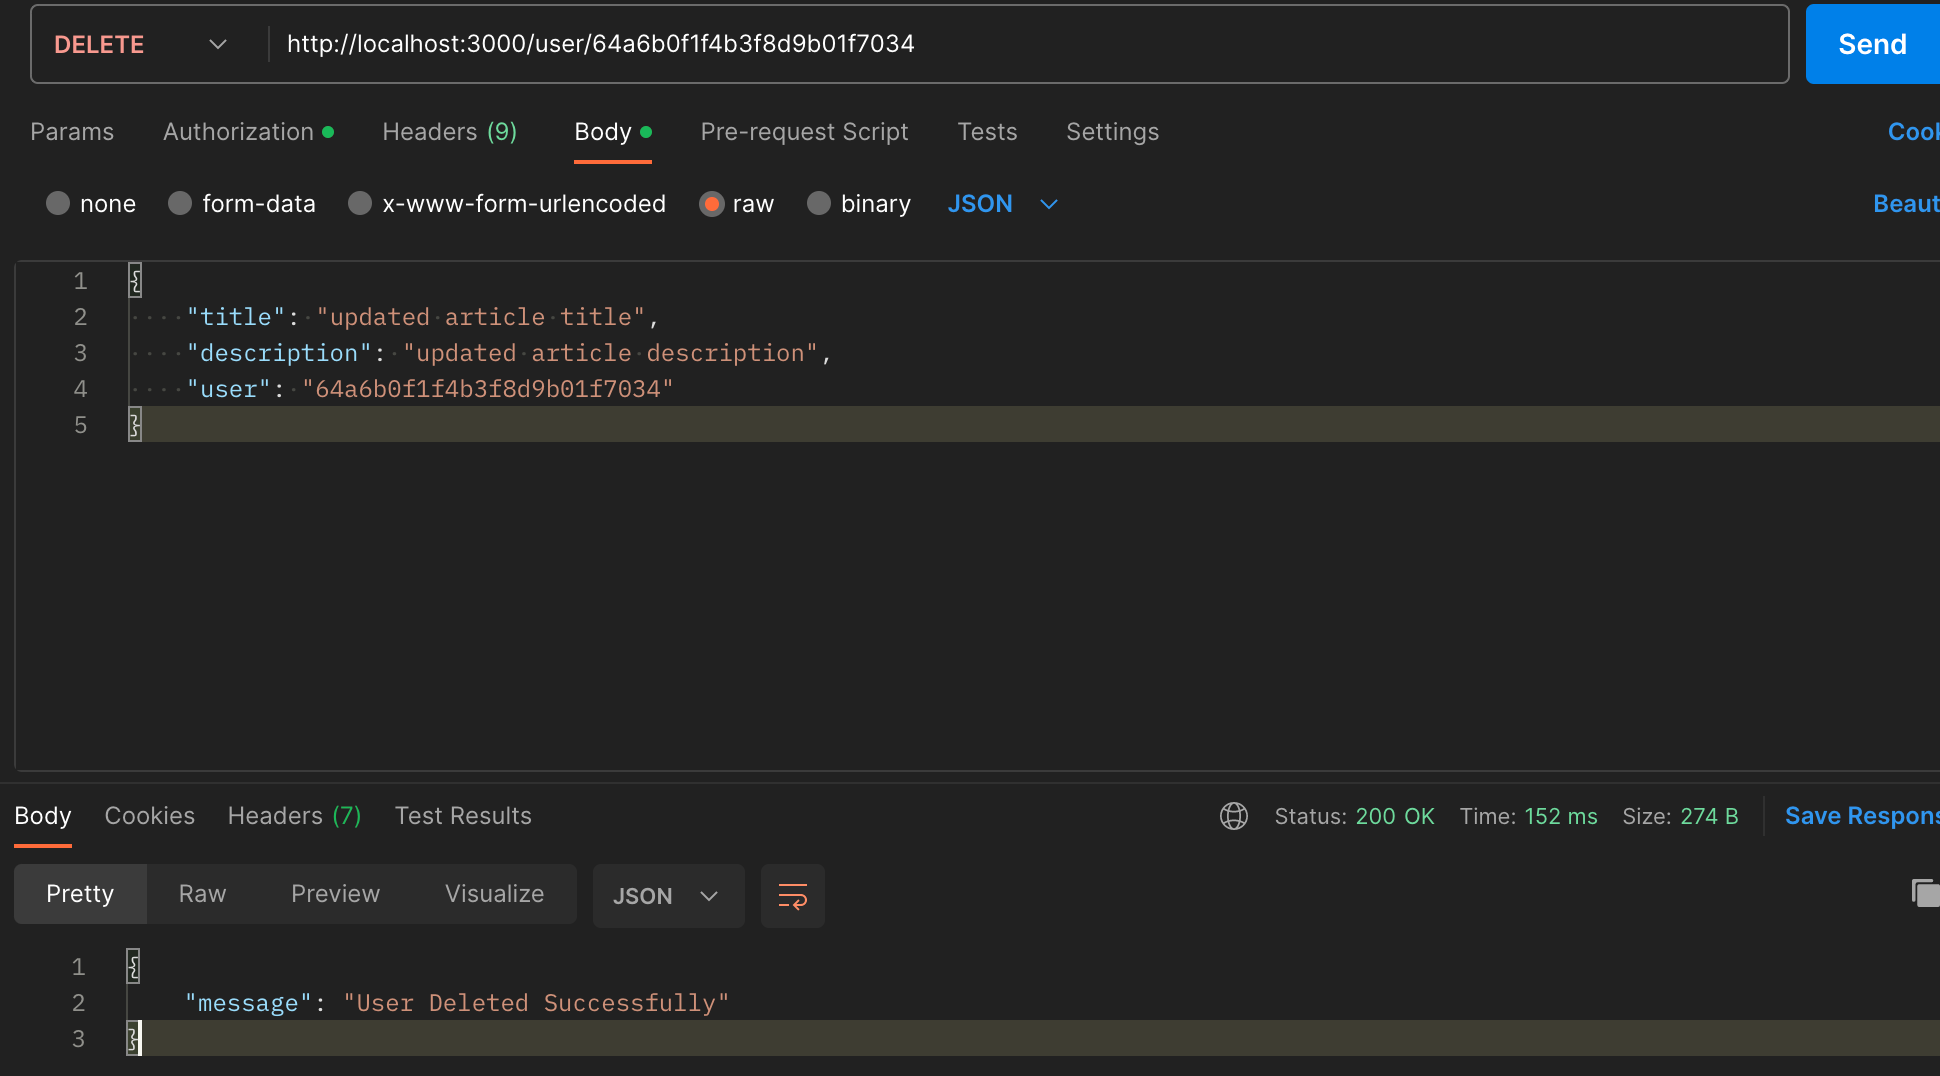 DELETE http://localhost:3000/user/64a6b0f1f4b3f8d9b01f7034 Send
Params Authorization Headers (9) Body Pre-request Script Tests Settings Cook
none form-data x-www-form-urlencoded raw binary JSON Beaut
1 {
2 "title": "updated article title",
3 "description": "updated article description",
4 "user": "64a6b0f1f4b3f8d9b01f7034"
5 }
Body Cookies Headers (7) Test Results Status: 200 OK Time: 152 ms Size: 274 B Save Respons
Pretty Raw Preview Visualize JSON
1 {
2 "message": "User Deleted Successfully"
3 }